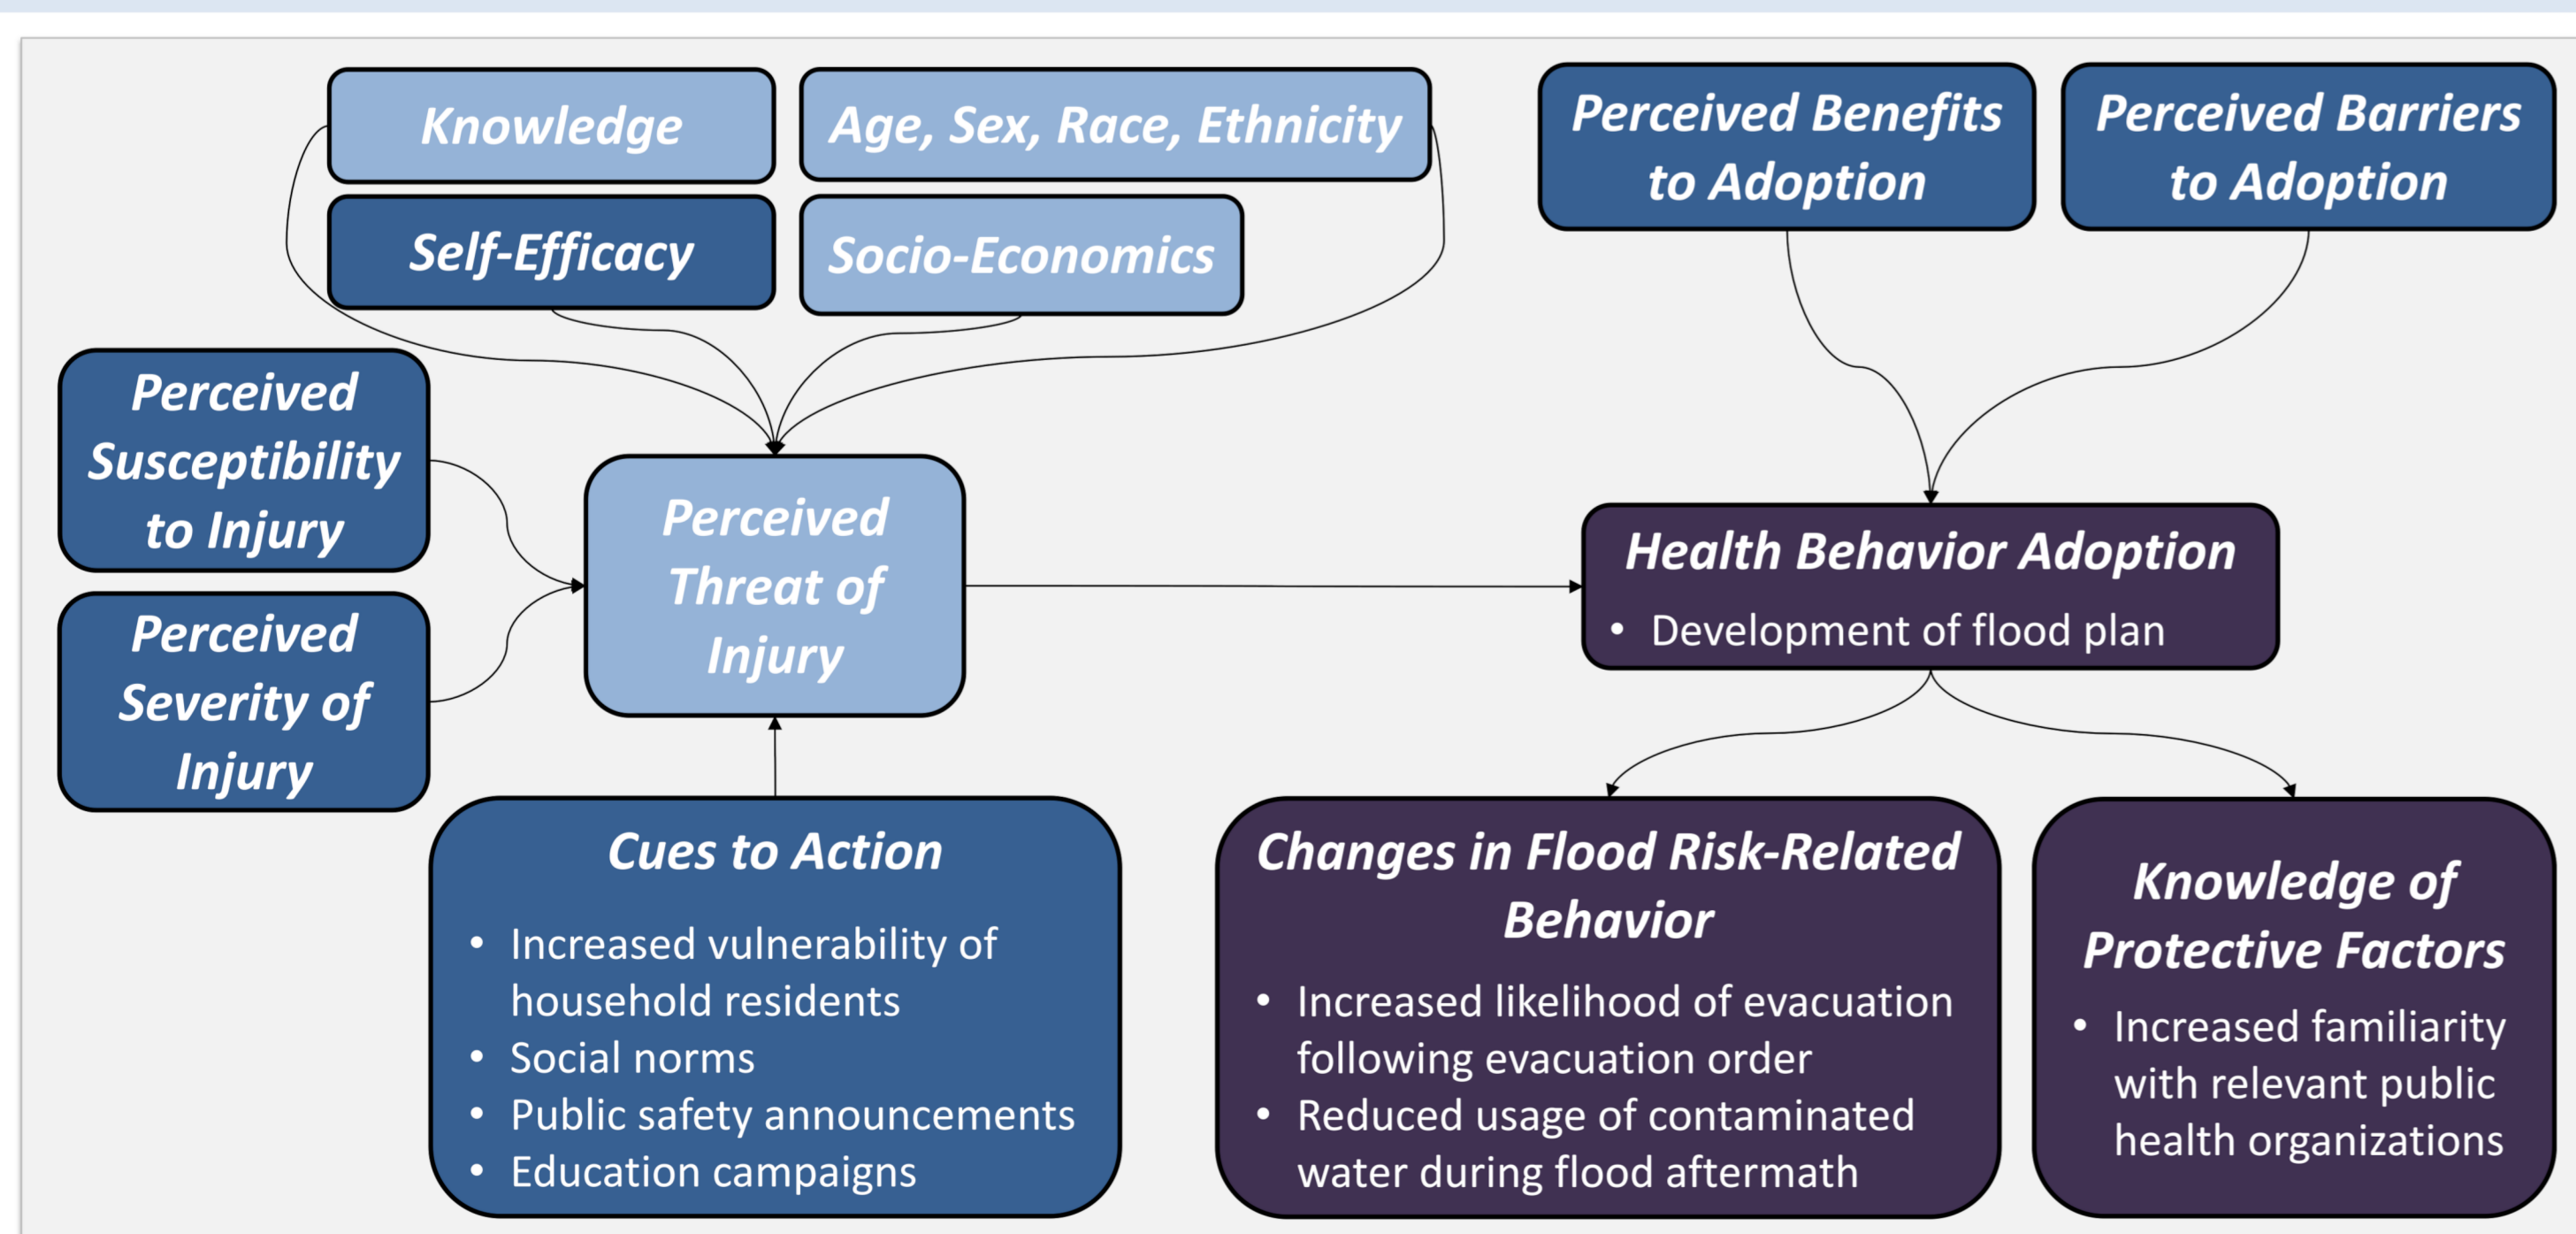 Knowledge
Age, Sex, Race, Ethnicity
Self-Efficacy
Socio-Economics
Perceived Benefits
to Adoption
Perceived Barriers
to Adoption
Perceived
Susceptibility
to Injury
Perceived
Severity of
Injury
Perceived
Threat of
Injury
Health Behavior Adoption
• Development of flood plan
Cues to Action
• Increased vulnerability of
household residents
• Social norms
• Public safety announcements
• Education campaigns
Changes in Flood Risk-Related
Behavior
• Increased likelihood of evacuation
following evacuation order
• Reduced usage of contaminated
water during flood aftermath
Knowledge of
Protective Factors
• Increased familiarity
with relevant public
health organizations